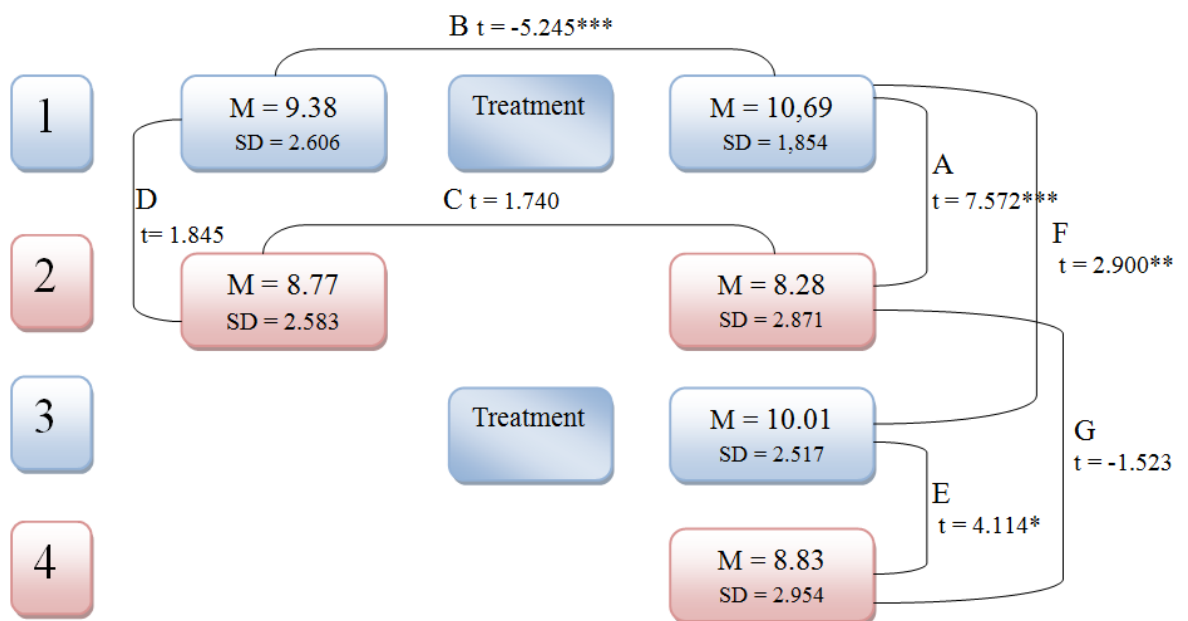 B t = -5.245***
1
M = 9.38
SD = 2.606
Treatment
M = 10,69
SD = 1,854
A
t = 7.572***
D
t= 1.845
C t = 1.740
F
t = 2.900**
2
M = 8.77
SD = 2.583
M = 8.28
SD = 2.871
3
Treatment
M = 10.01
SD = 2.517
G
t = -1.523
E
t = 4.114*
4
M = 8.83
SD = 2.954